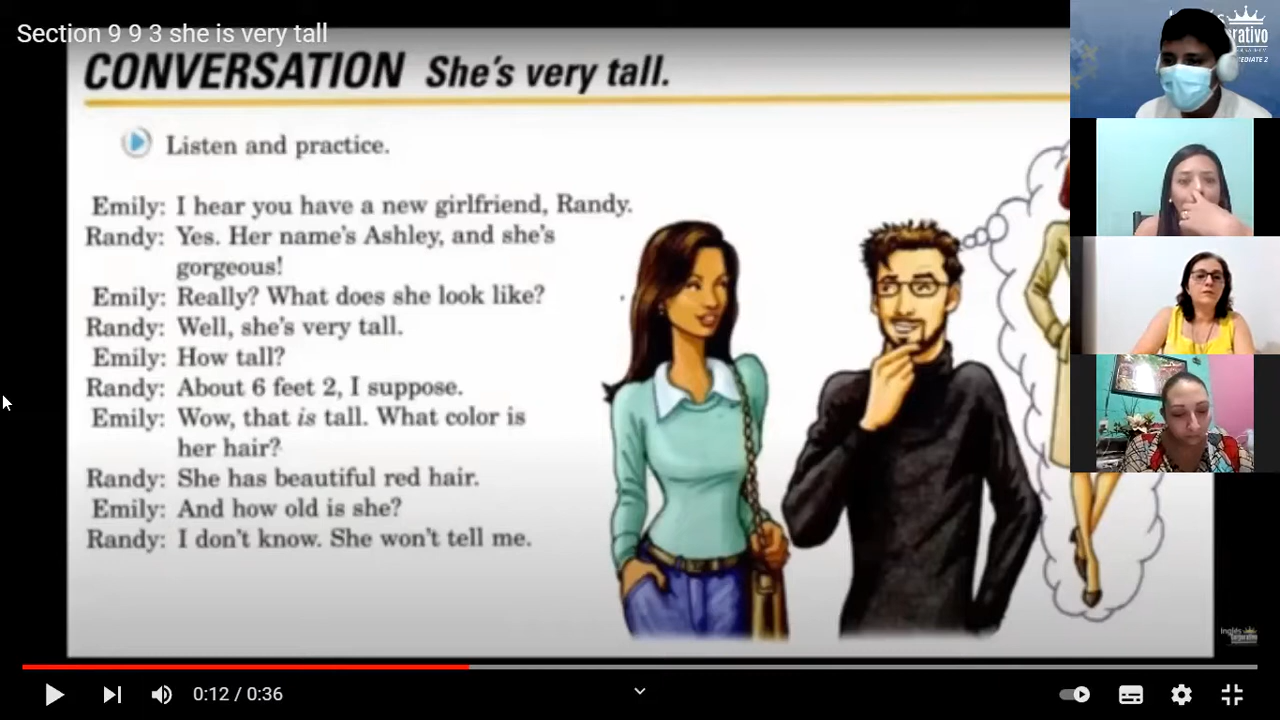 Section 9 9 3 she is very tall
CONVERSATION She's very tall.
Listen and practice.
Emily: I hear you have a new girlfriend, Randy.
Randy: Yes. Her name's Ashley, and she's
gorgeous!
Emily: Really? What does she look like?
Randy: Well, she's very tall.
Emily: How tall?
Randy: About 6 feet 2, I suppose.
Emily: Wow, that is tall. What color is
her hair?
Randy: She has beautiful red hair.
Emily: And how old is she?
Randy: I don't know. She won't tell me.
0:12 / 0:36